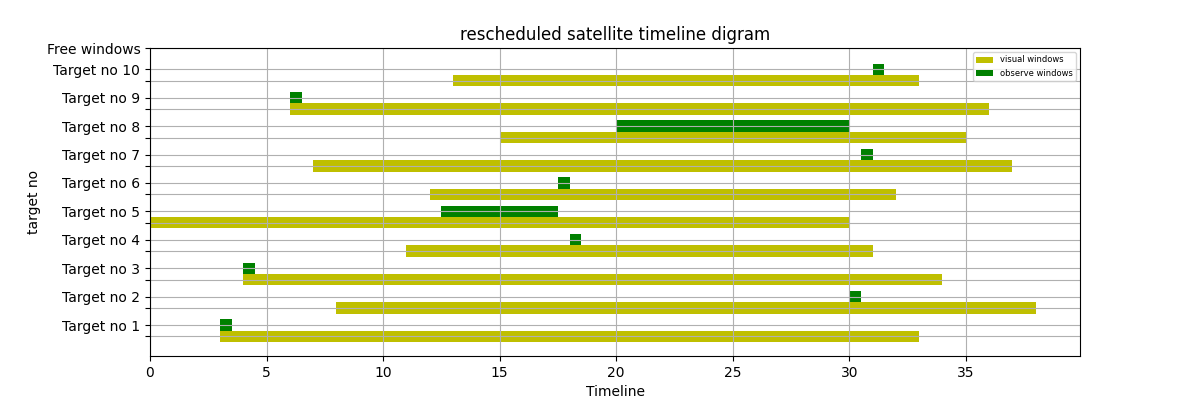 rescheduled satellite timeline digram
Free windows
Target no 10
Target no 9
Target no 8
Target no 7
Target no 6
Target no 5
Target no 4
Target no 3
Target no 2
Target no 1
target no
visual windows
observe windows
0 5 10 15 20 25 30 35
Timeline